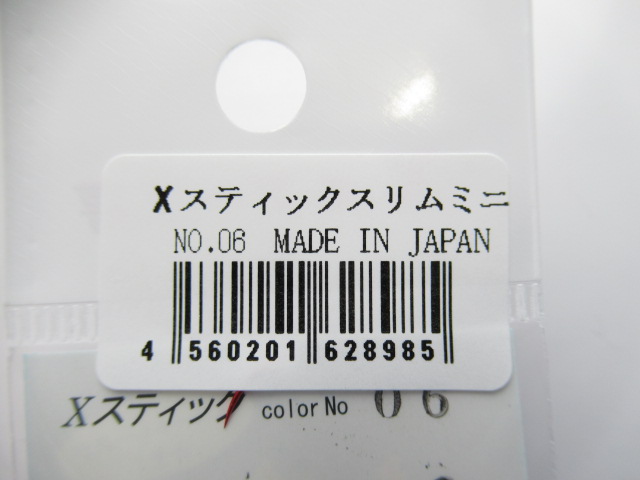 Xスティックスリムミニ
NO.06 MADE IN JAPAN
4 560201 628985
Xスティック color No 06